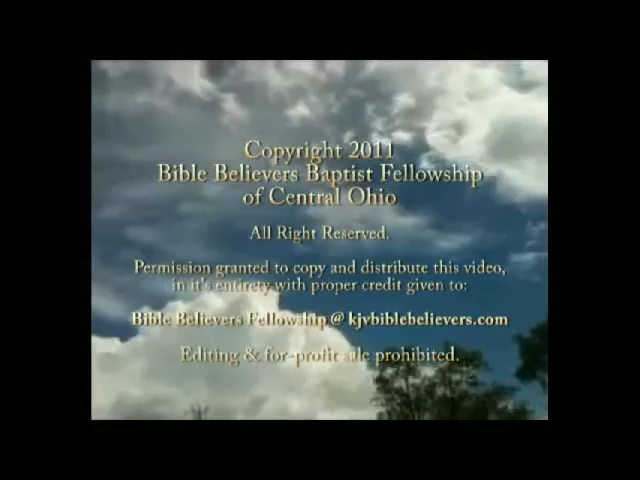 Copyright 2011
Bible Believers Baptist Fellowship
of Central Ohio
All Right Reserved.
Permission granted to copy and distribute this video,
in it's entirety with proper credit given to:
Bible Believers Fellowship @ kjvbiblebelievers.com
Editing & for-profit sale prohibited.